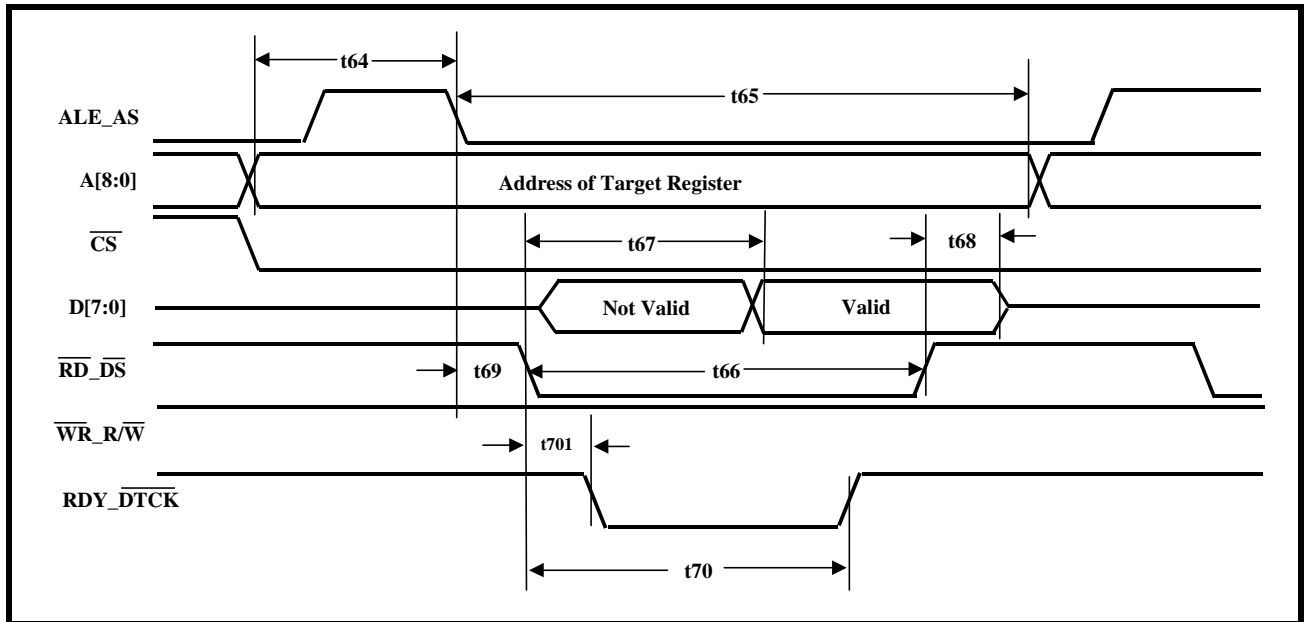 t64
t65
ALE_AS
A[8:0]
Address of Target Register
CS
t67
t68
D[7:0]
Not Valid
Valid
RD_DS
t69
t66
WR_R/W
t701
RDY_DTCK
t70